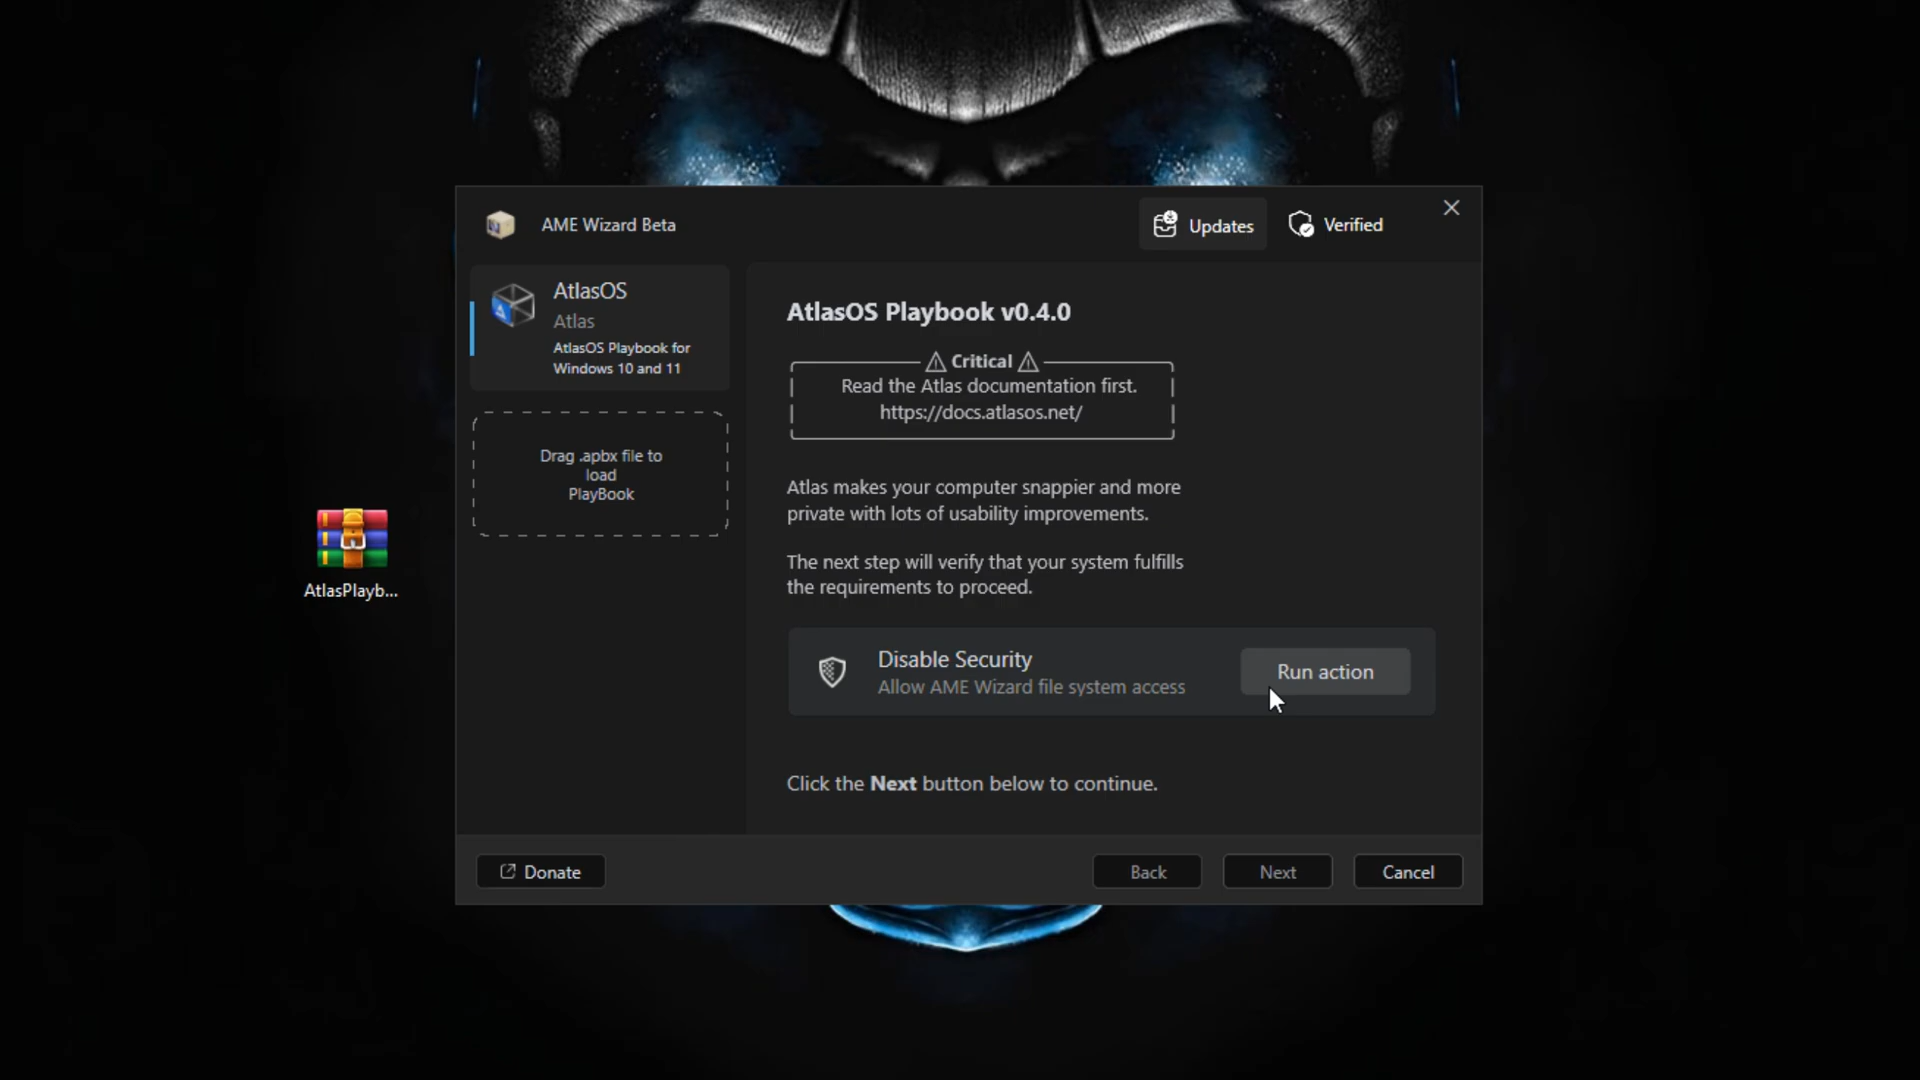 AME Wizard Beta
Updates
Verified
AtlasOS
Atlas
AtlasOS Playbook for
Windows 10 and 11
Drag .apbx file to
load
PlayBook
AtlasPlayb...
AtlasOS Playbook v0.4.0
⚠ Critical ⚠
Read the Atlas documentation first.
https://docs.atlasos.net/
Atlas makes your computer snappier and more
private with lots of usability improvements.
The next step will verify that your system fulfills
the requirements to proceed.
Disable Security
Allow AME Wizard file system access
Run action
Click the Next button below to continue.
Donate
Back
Next
Cancel